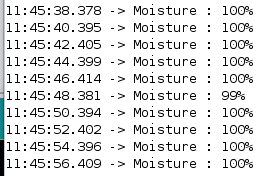 11:45:38.378 -> Moisture : 100%
11:45:40.395 -> Moisture : 100%
11:45:42.405 -> Moisture : 100%
11:45:44.399 -> Moisture : 100%
11:45:46.414 -> Moisture : 100%
11:45:48.381 -> Moisture : 99%
11:45:50.394 -> Moisture : 100%
11:45:52.402 -> Moisture : 100%
11:45:54.396 -> Moisture : 100%
11:45:56.409 -> Moisture : 100%